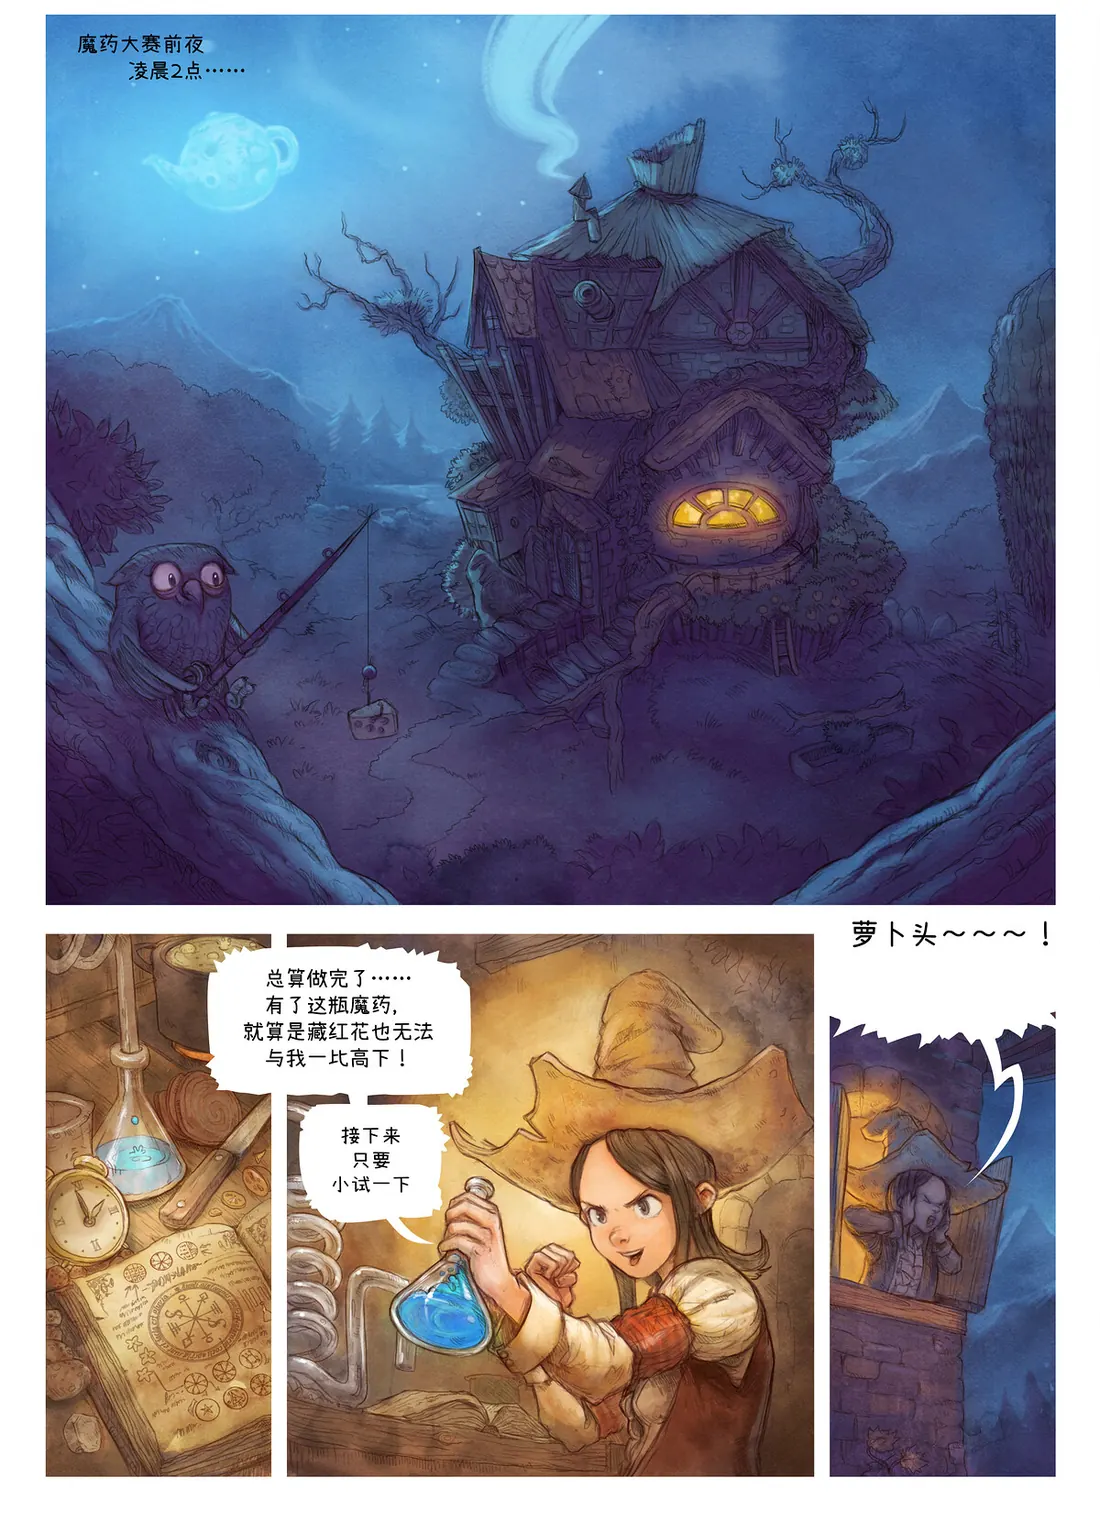 魔药大赛前夜
凌晨2点……
总算做完了……
有了这瓶魔药，
就算是藏红花也无法
与我一比高下！
接下来
只要
小试一下
萝卜头～～～！